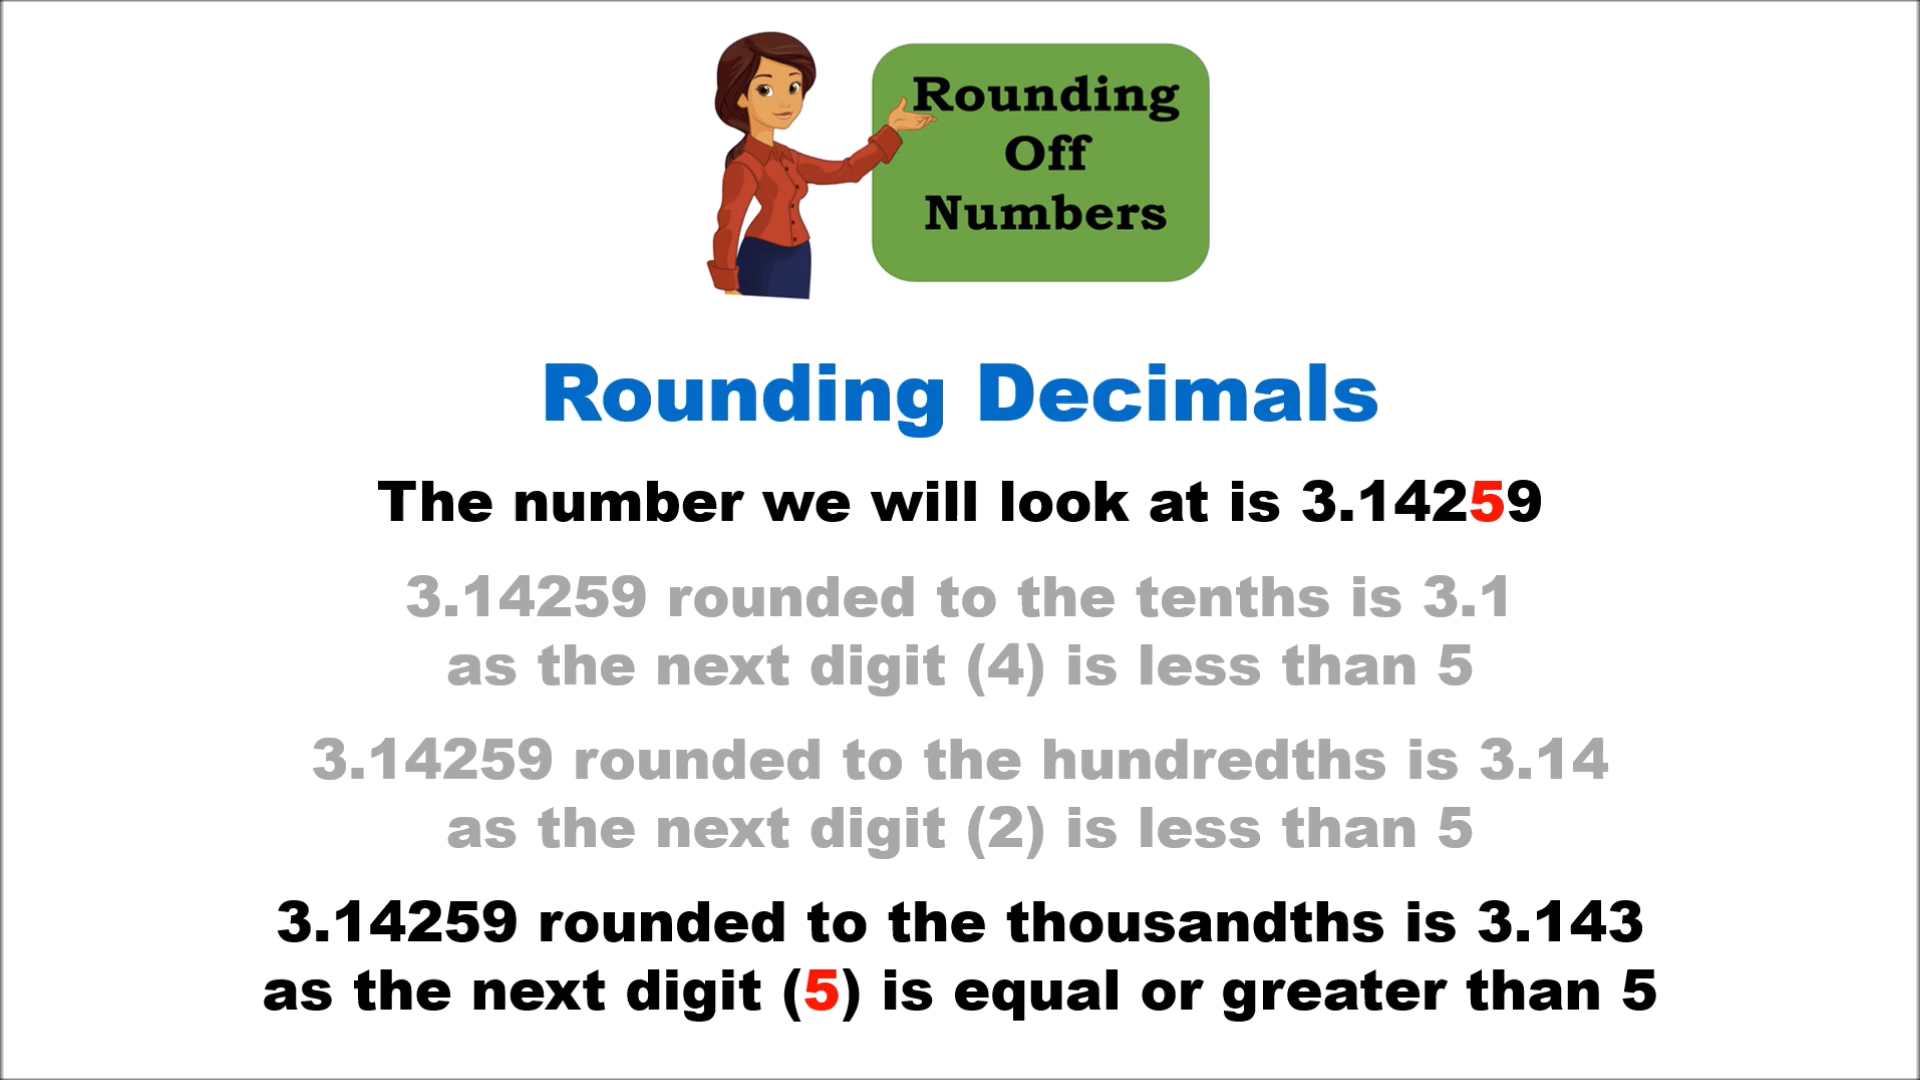 Rounding
Off
Numbers
Rounding Decimals
The number we will look at is 3.14259
3.14259 rounded to the tenths is 3.1
as the next digit (4) is less than 5
3.14259 rounded to the hundredths is 3.14
as the next digit (2) is less than 5
3.14259 rounded to the thousandths is 3.143
as the next digit (5) is equal or greater than 5